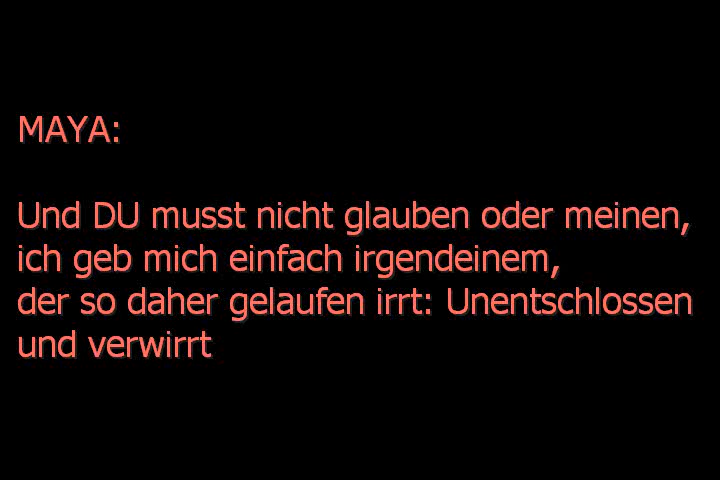 MAYA:
Und DU musst nicht glauben oder meinen,
ich geb mich einfach irgendeinem,
der so daher gelaufen irrt: Unentschlossen
und verwirrt